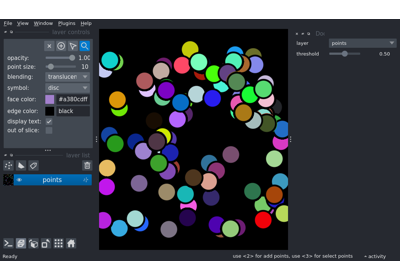 File View Window Plugins Help
layer controls
opacity: 1.00
point size: 10
blending: translucen
symbol: disc
face color: #a380cdff
edge color: black
display text:
out of slice:
layer list
points
layer points
threshold 0.50
Ready
use <2> for add points, use <3> for select points
activity